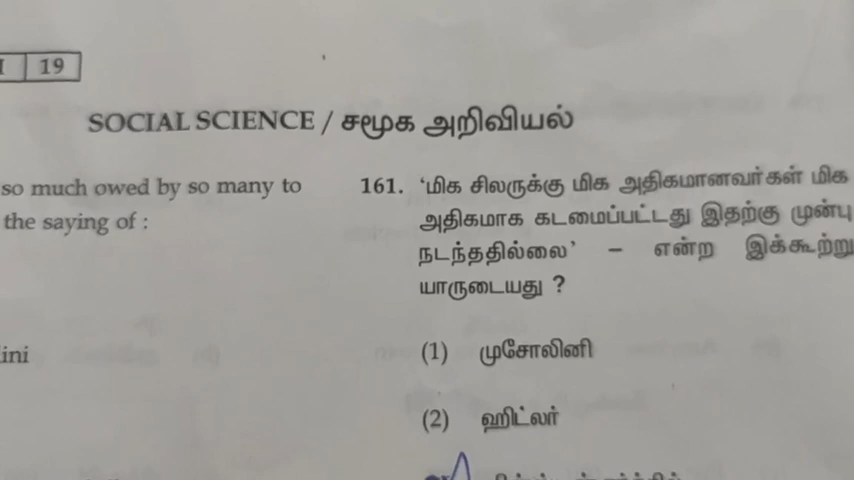 19
SOCIAL SCIENCE / சமூக அறிவியல்
so much owed by so many to
the saying of :
161. 'மிக சிலருக்கு மிக அதிகமானவர்கள் மிக
அதிகமாக கடமைப்பட்டது இதற்கு முன்பு
நடந்ததில்லை' – என்ற இக்கூற்று
யாருடையது ?
ini
(1) முசோலினி
(2) ஹிட்லர்